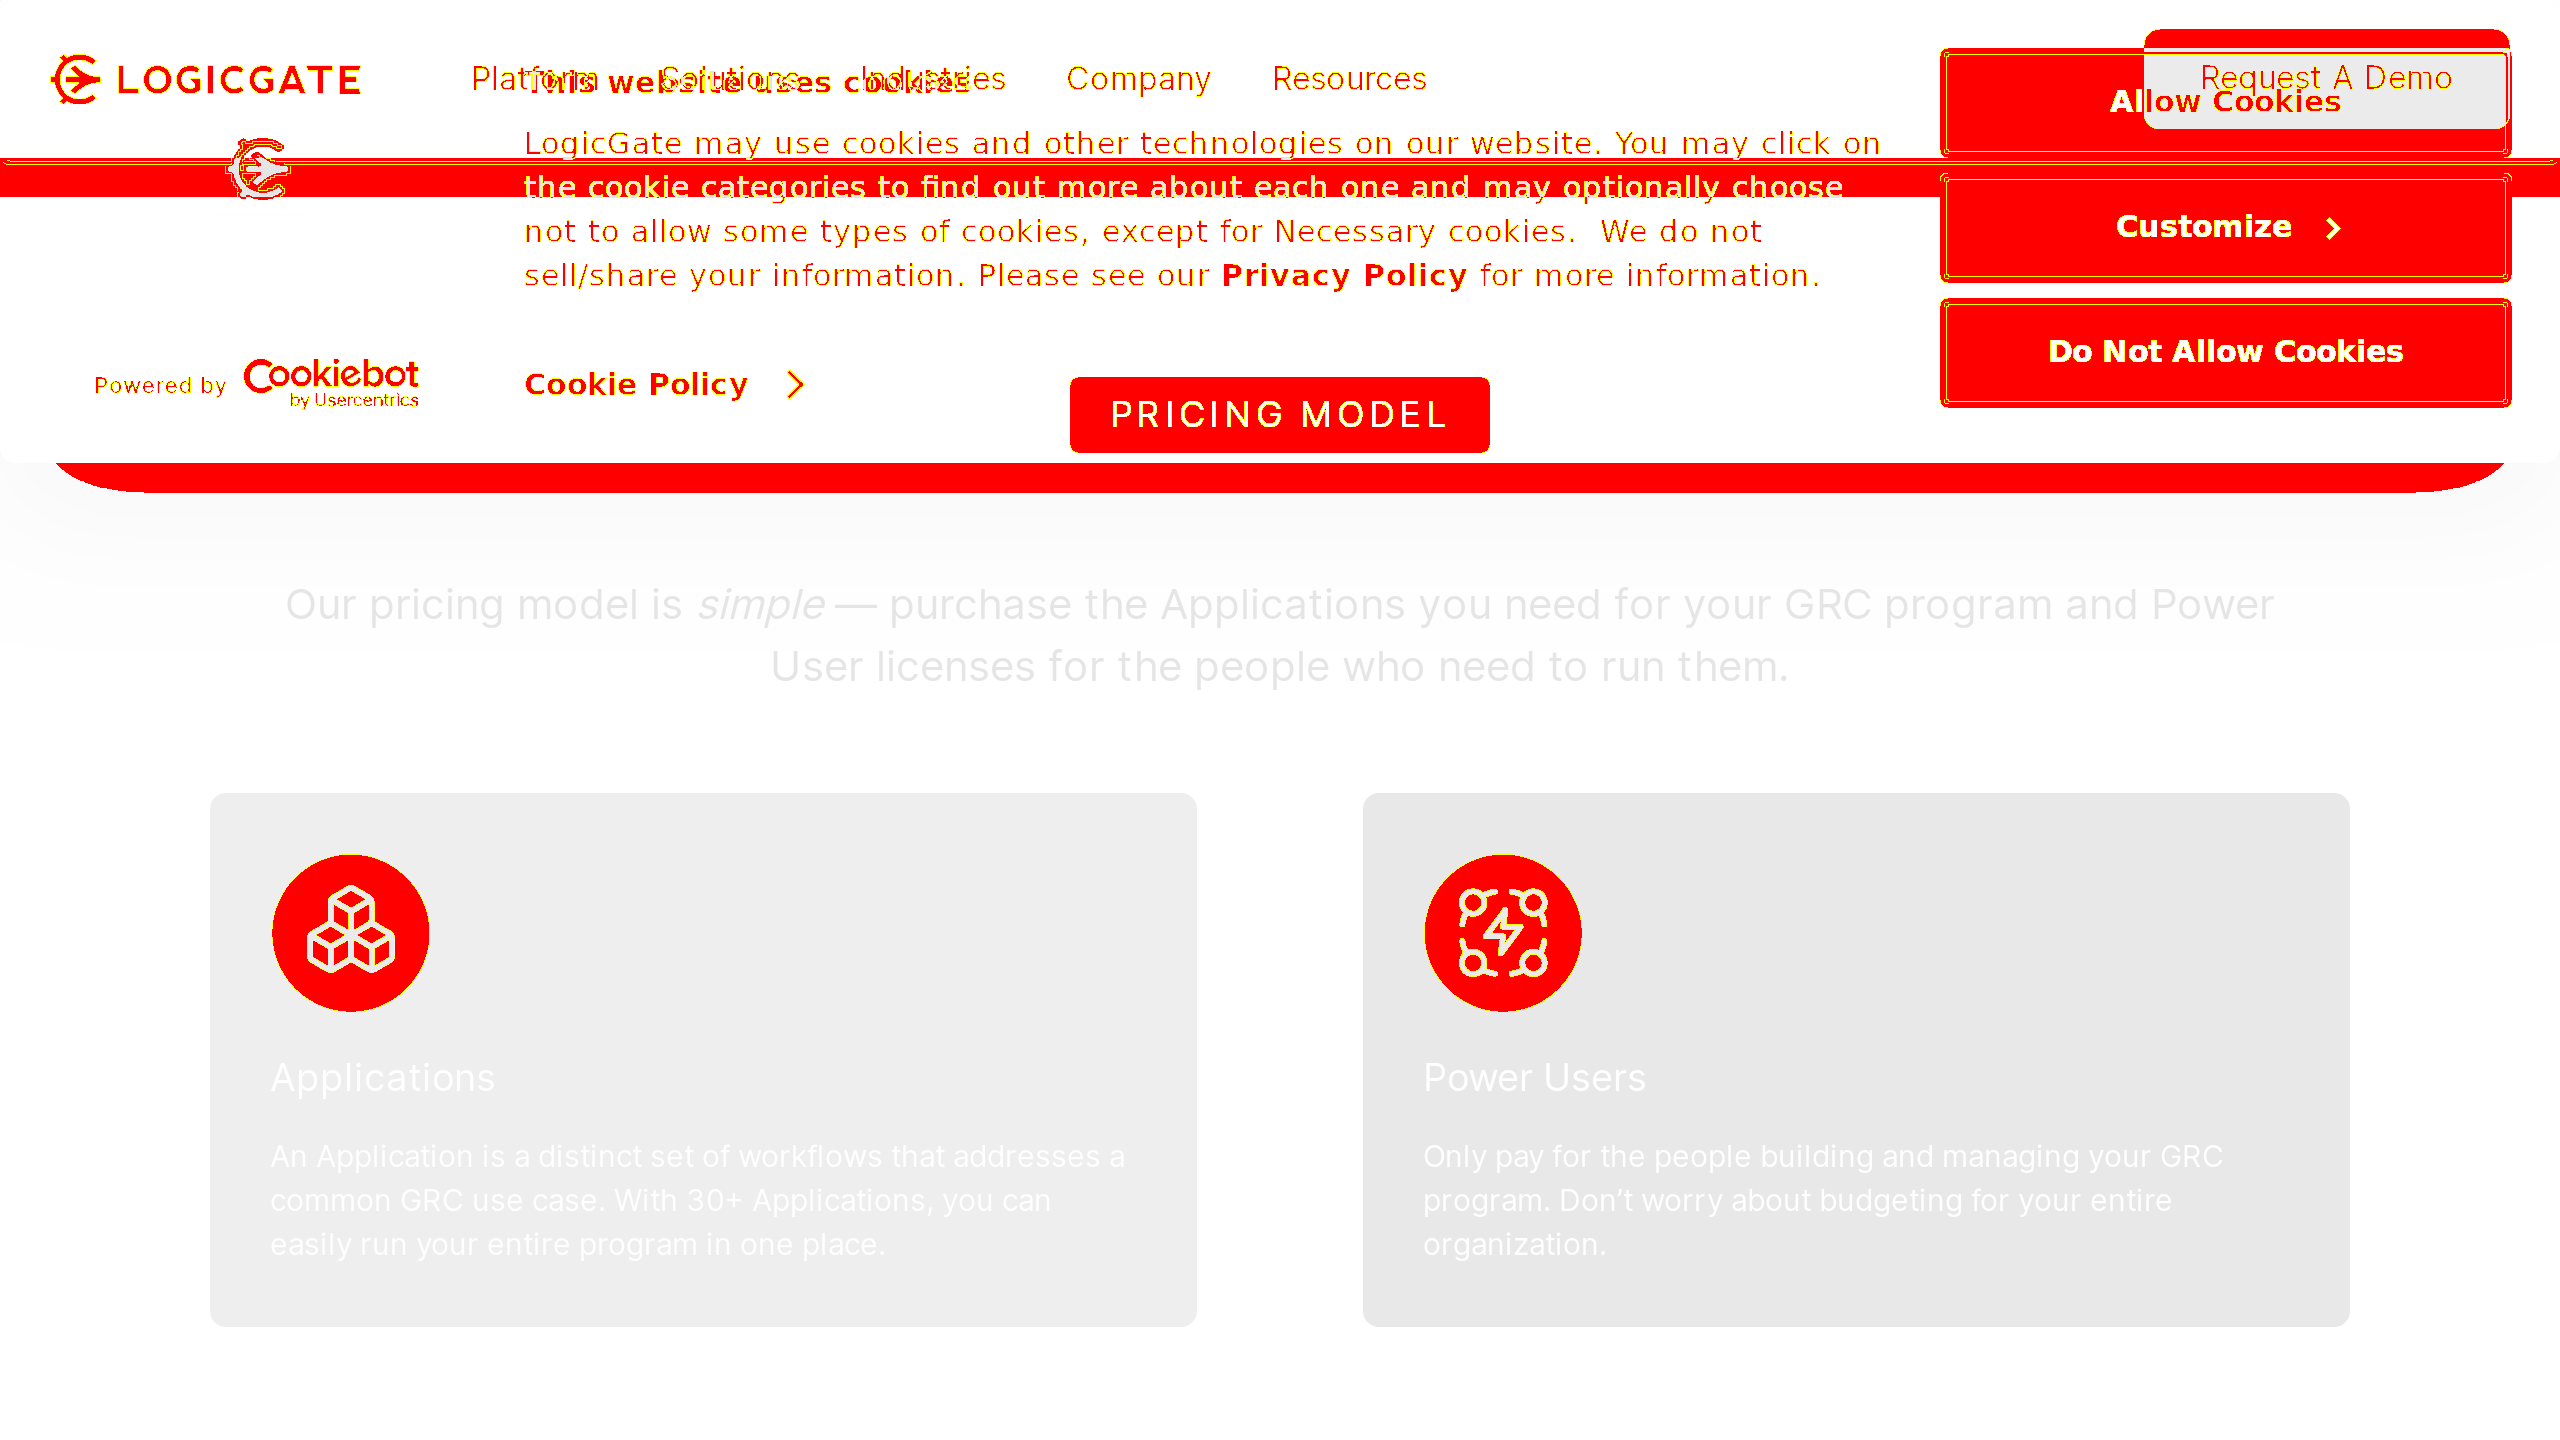 LOGICGATE
Platform Solutions Industries Company Resources
Request A Demo
This website uses cookies
LogicGate may use cookies and other technologies on our website. You may click on
the cookie categories to find out more about each one and may optionally choose
not to allow some types of cookies, except for Necessary cookies. We do not
sell/share your information. Please see our Privacy Policy for more information.
Allow Cookies
Customize
Do Not Allow Cookies
Powered by Cookiebot
by Usercentrics
Cookie Policy
PRICING MODEL
Our pricing model is simple — purchase the Applications you need for your GRC program and Power
User licenses for the people who need to run them.
Applications
An Application is a distinct set of workflows that addresses a
common GRC use case. With 30+ Applications, you can
easily run your entire program in one place.
Power Users
Only pay for the people building and managing your GRC
program. Don’t worry about budgeting for your entire
organization.